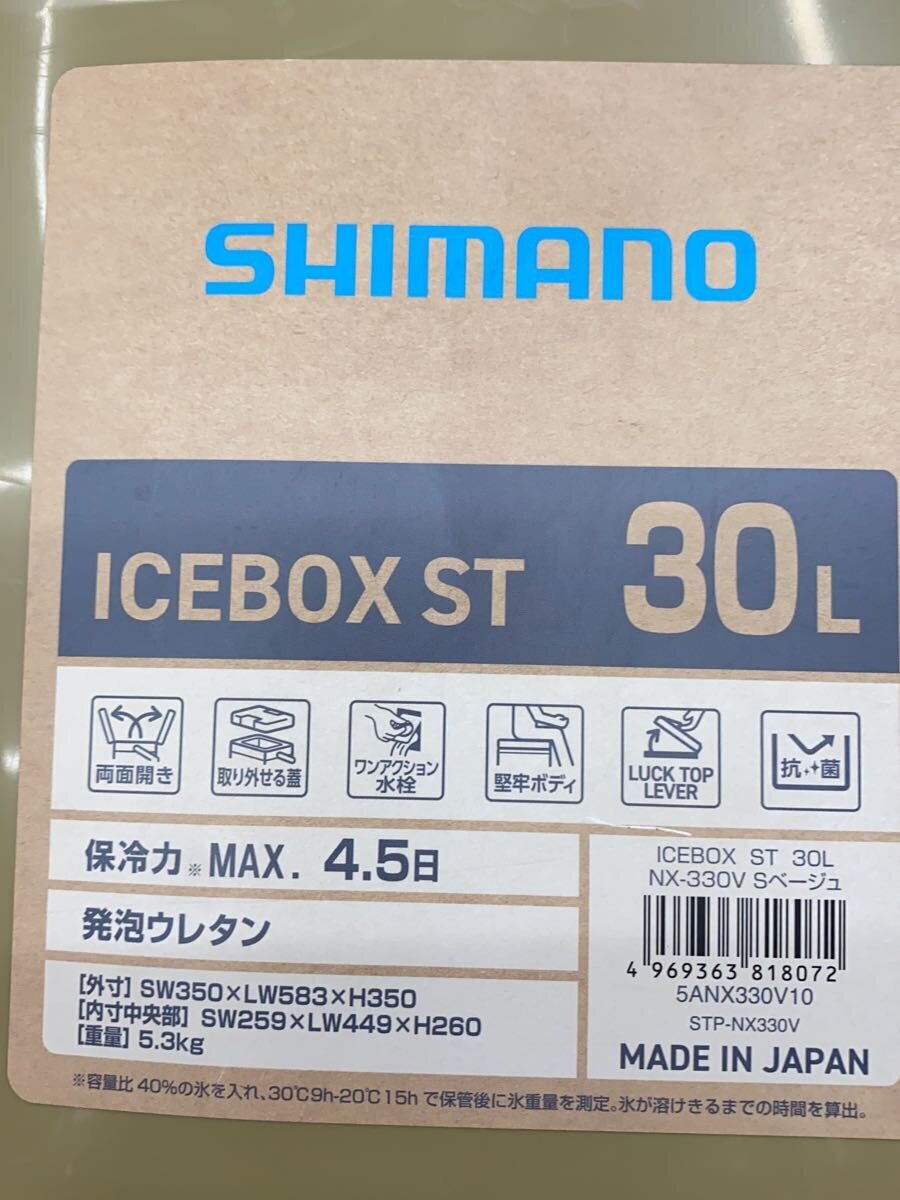 SHIMANO
ICEBOX ST 30L
両面開き
取り外せる蓋
ワンアクション
水栓
堅牢ボディ
LUCK TOP
LEVER
抗菌
保冷力※MAX. 4.5日
発泡ウレタン
[外寸] SW350×LW583×H350
[内寸中央部] SW259×LW449×H260
[重量] 5.3kg
ICEBOX ST 30L
NX-330V Sベージュ
4 969363 818072
5ANX330V10
STP-NX330V
MADE IN JAPAN
※容量比40%の氷を入れ、30℃9h-20℃15hで保管後に氷重量を測定。氷が溶けきるまでの時間を算出。